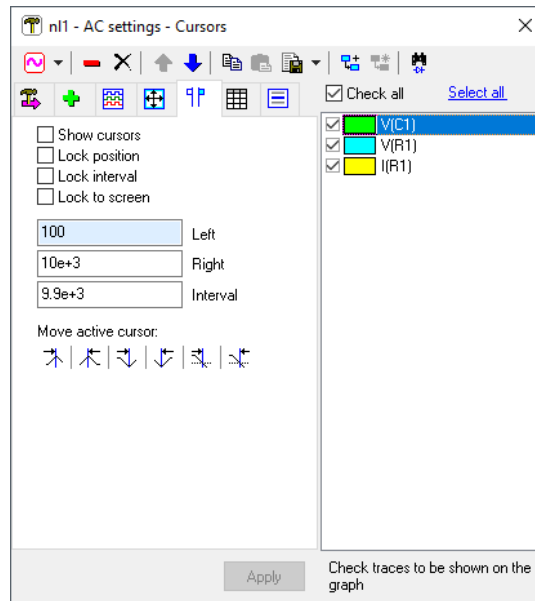 nl1 - AC settings - Cursors
Check all
Select all
Show cursors
Lock position
Lock interval
Lock to screen
100
Left
10e+3
Right
9.9e+3
Interval
Move active cursor:
V(C1)
V(R1)
I(R1)
Apply
Check traces to be shown on the
graph